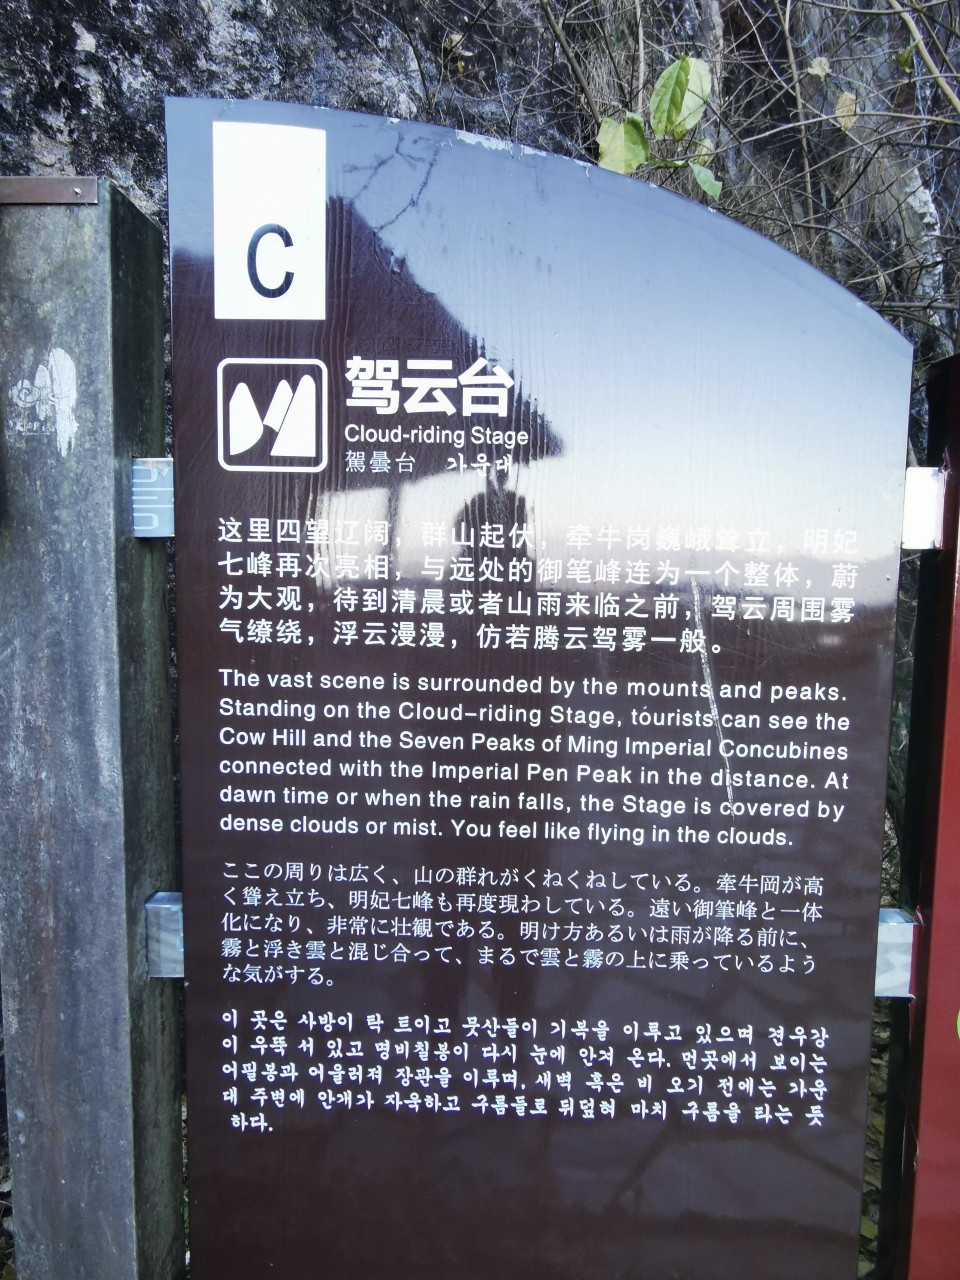 C
驾云台
Cloud-riding Stage
駕曇台 가운대
这里四望辽阔，群山起伏，牵牛岗巍峨耸立，明妃
七峰再次亮相，与远处的御笔峰连为一个整体，蔚
为大观，待到清晨或者山雨来临之前，驾云周围雾
气缭绕，浮云漫漫，仿若腾云驾雾一般。
The vast scene is surrounded by the mounts and peaks.
Standing on the Cloud-riding Stage, tourists can see the
Cow Hill and the Seven Peaks of Ming Imperial Concubines
connected with the Imperial Pen Peak in the distance. At
dawn time or when the rain falls, the Stage is covered by
dense clouds or mist. You feel like flying in the clouds.
ここの周りは広く、山の群れがくねくねしている。牽牛岡が高
く聳え立ち、明妃七峰も再度現わしている。遠い御筆峰と一体
化になり、非常に壮観である。明け方あるいは雨が降る前に、
霧と浮き雲と混じ合って、まるで雲と霧の上に乗っているよう
な気がする。
이 곳은 사방이 탁 트이고 뭇산들이 기복을 이루고 있으며 견우강
이 우뚝 서 있고 명비칠봉이 다시 눈에 안겨 온다. 먼곳에서 보이는
어필봉과 어울러져 장관을 이루며, 새벽 혹은 비 오기 전에는 가운
대 주변에 안개가 자욱하고 구름들로 뒤덮혀 마치 구름을 타는 듯
하다.